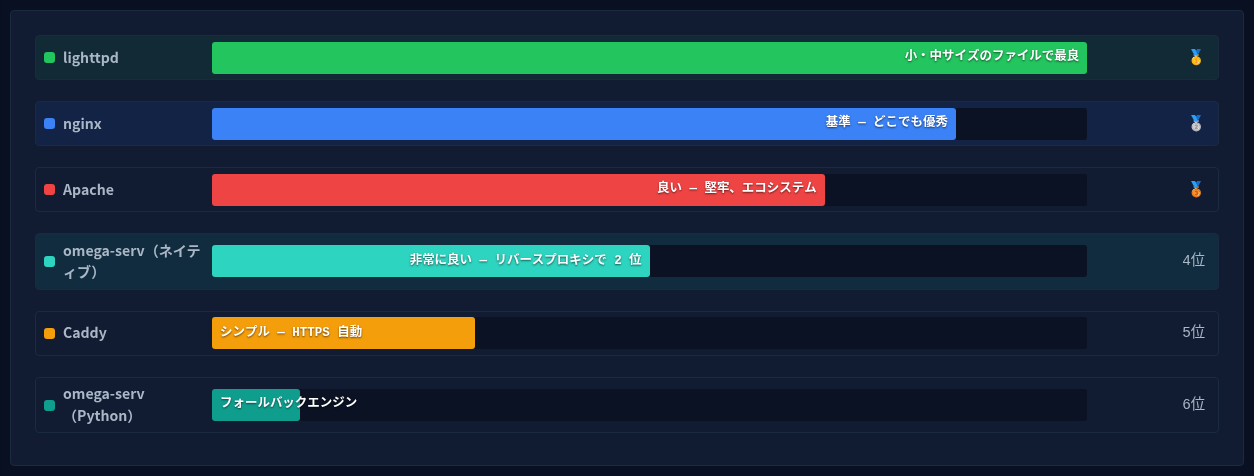 lighttpd
小・中サイズのファイルで最良
🥇
nginx
基準 — どこでも優秀
🥈
Apache
良い — 堅牢、エコシステム
🥉
omega-serv（ネイテ
ィブ）
非常に良い — リバースプロキシで 2 位
4位
Caddy
シンプル — HTTPS 自動
5位
omega-serv
（Python）
フォールバックエンジン
6位